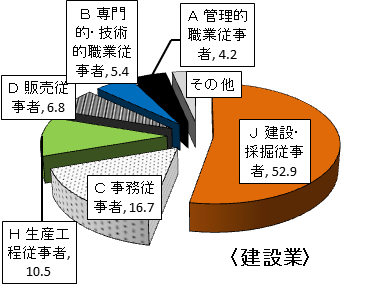 B 専門
的・技術
的職業従
事者, 5.4
A 管理的
職業従事
者, 4.2
その他
D 販売従
事者, 6.8
J 建設・
採掘従事
者, 52.9
C 事務従
事者, 16.7
H 生産工
程従事者,
10.5
〈建設業〉